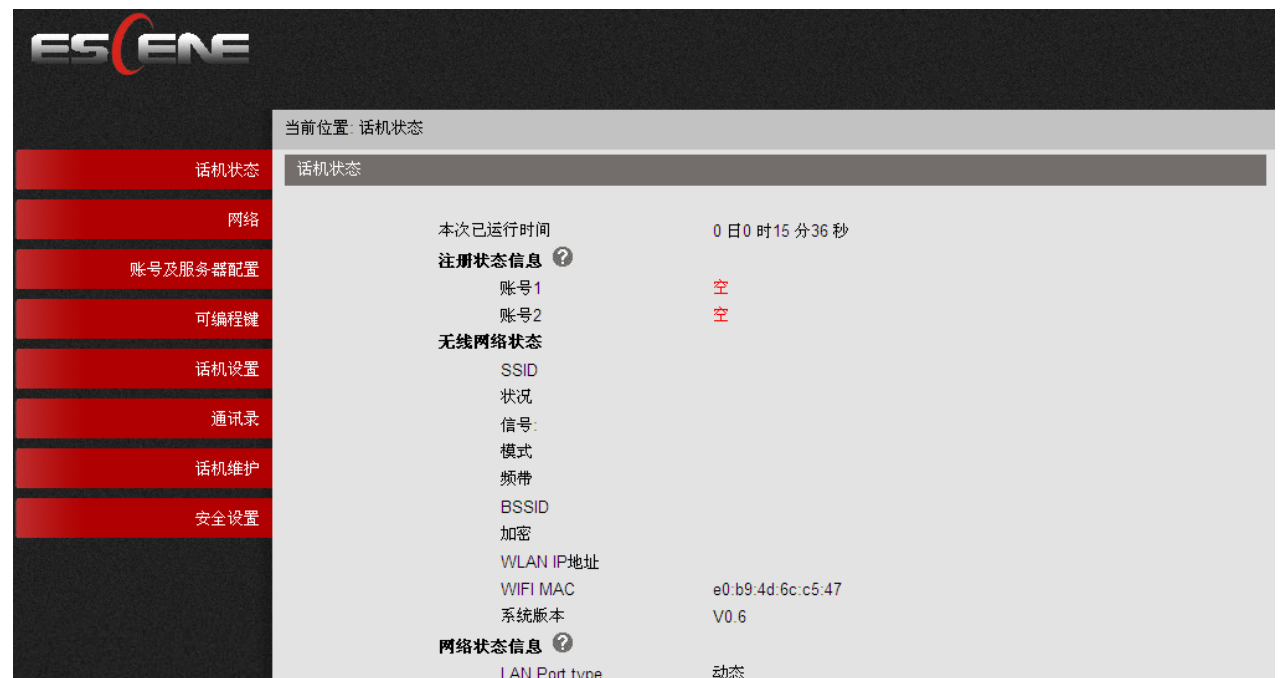 ESCENE
当前位置: 话机状态
话机状态
网络
账号及服务器配置
可编程键
话机设置
通讯录
话机维护
安全设置
话机状态
本次已运行时间 0 日0 时15 分36 秒
注册状态信息 ?
账号1 空
账号2 空
无线网络状态
SSID
状况
信号:
模式
频带
BSSID
加密
WLAN IP地址
WIFI MAC e0:b9:4d:6c:c5:47
系统版本 V0.6
网络状态信息 ?
LAN Port type 动态